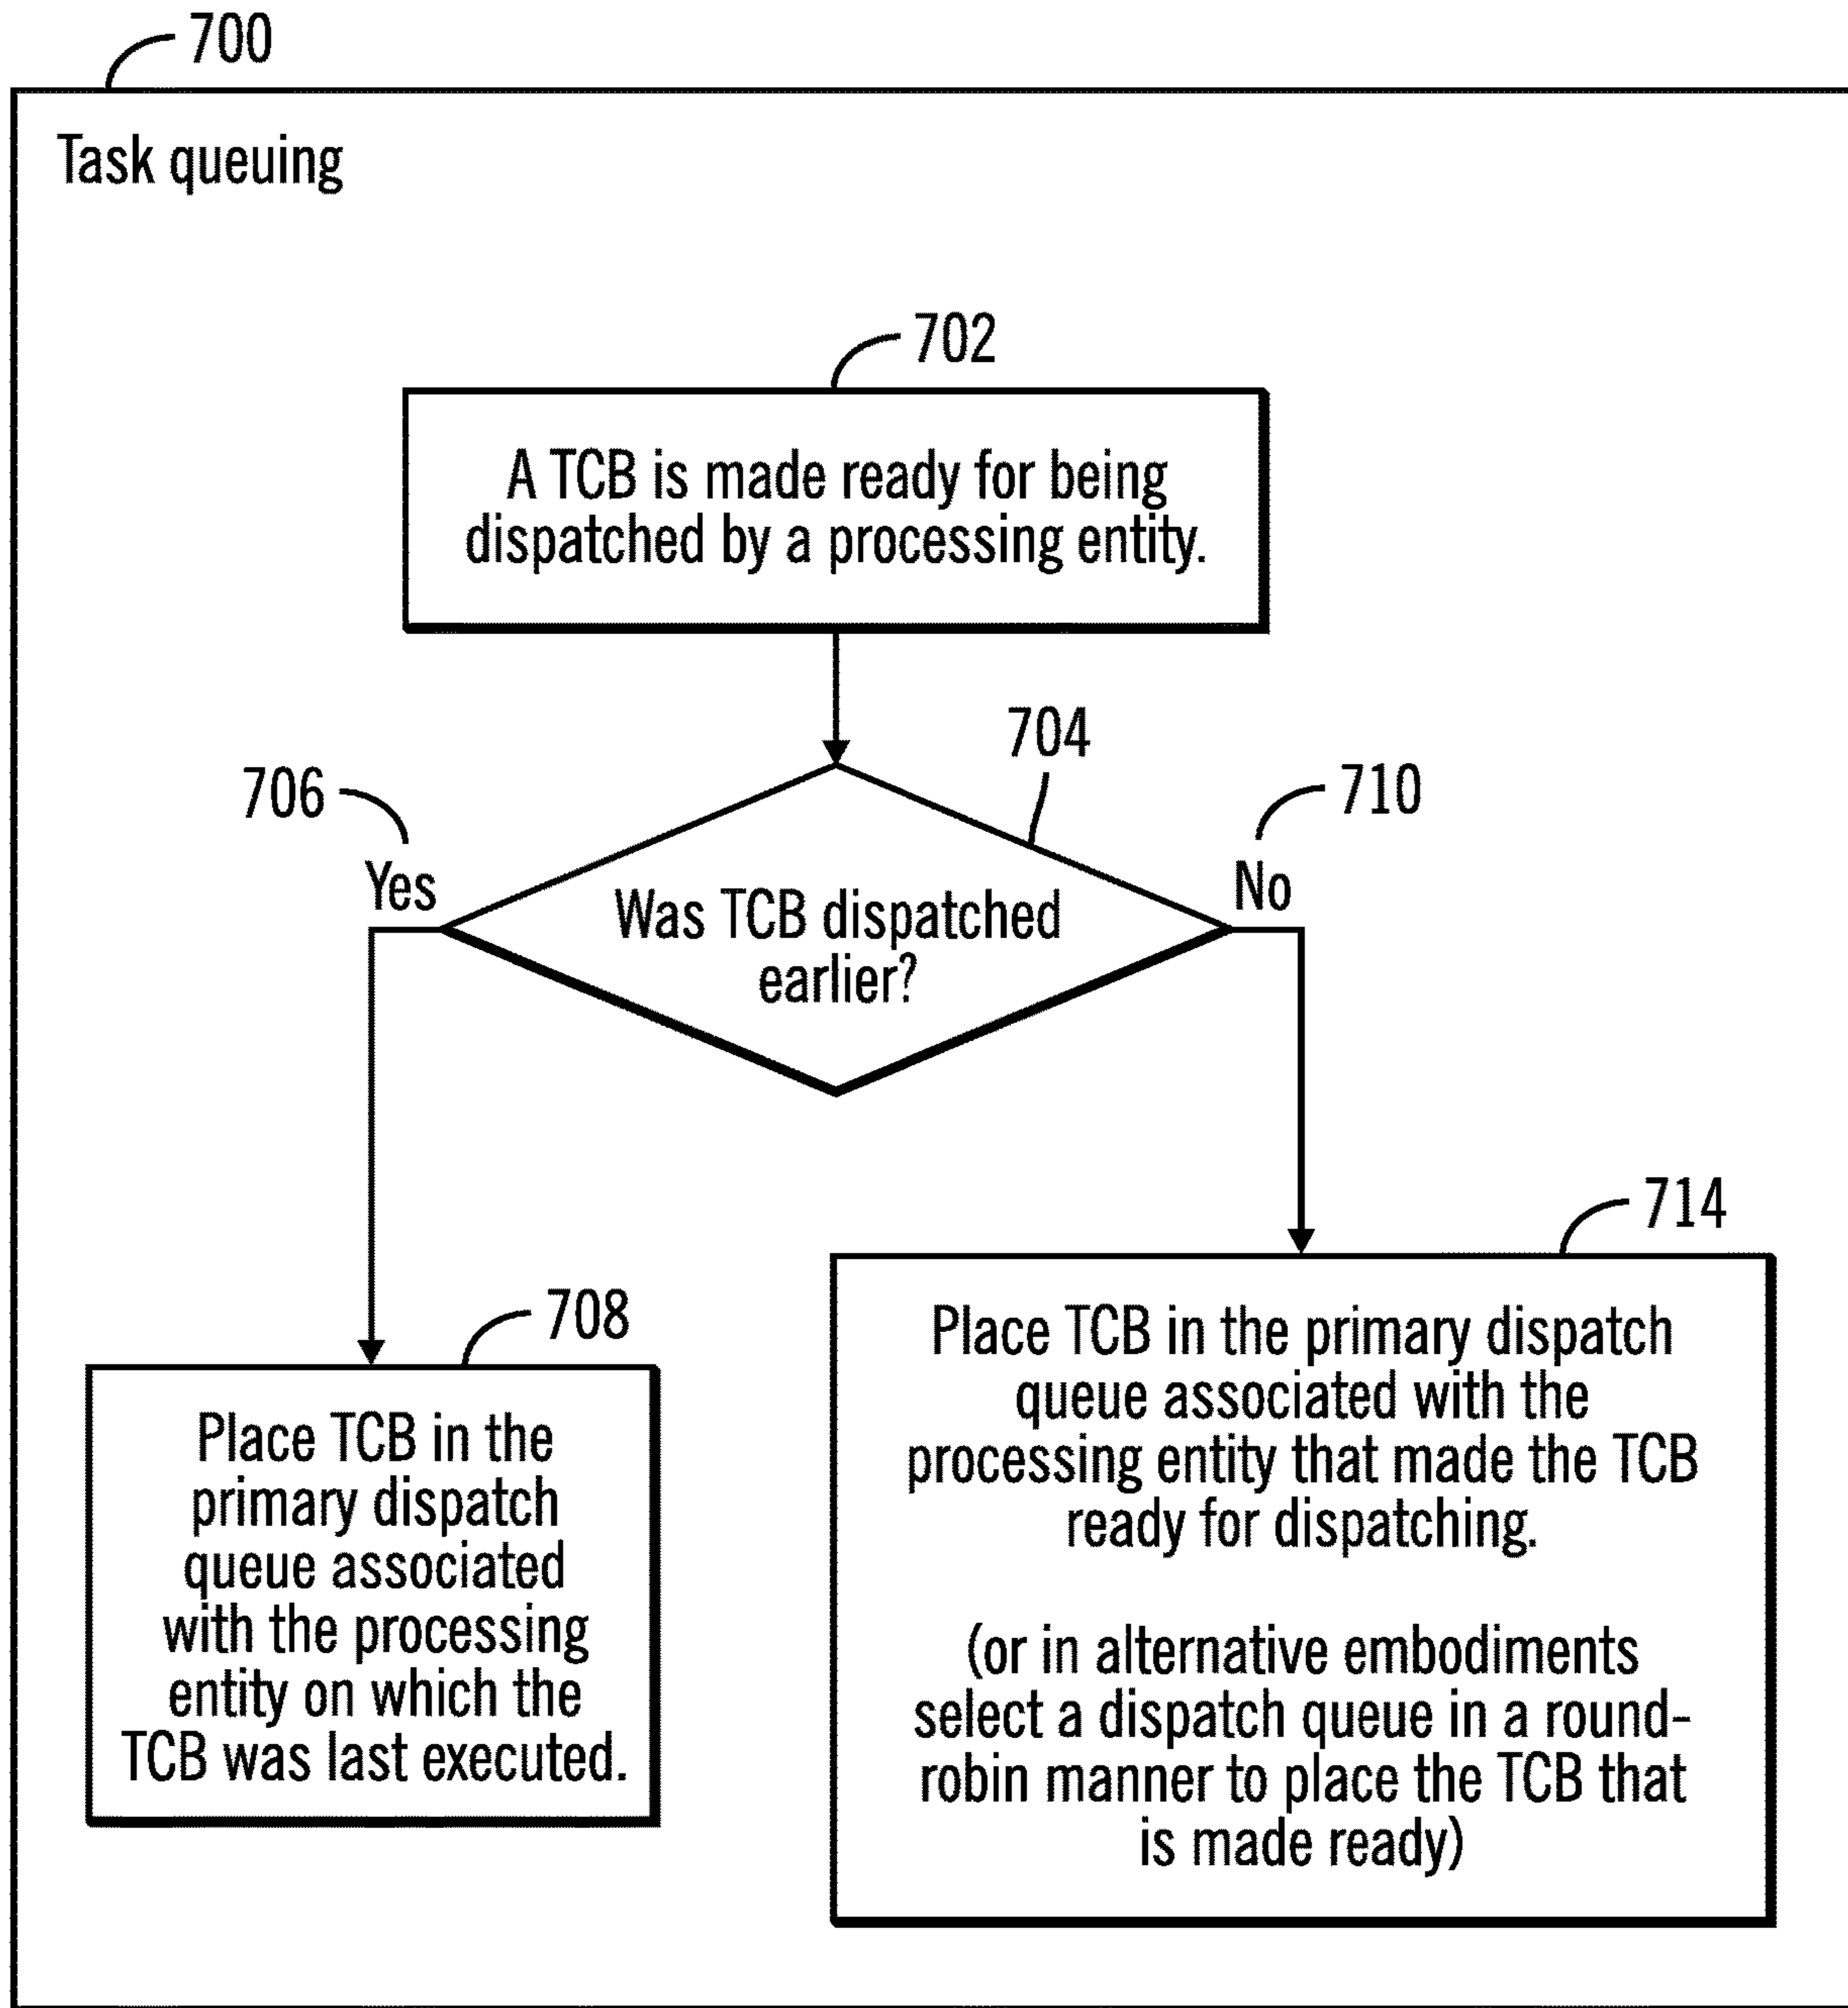 700
Task queuing
702
A TCB is made ready for being
dispatched by a processing entity.
704
706
710
Yes
No
Was TCB dispatched
earlier?
714
708
Place TCB in the
primary dispatch
queue associated
with the processing
entity on which the
TCB was last executed.
Place TCB in the primary dispatch
queue associated with the
processing entity that made the TCB
ready for dispatching.
(or in alternative embodiments
select a dispatch queue in a round-
robin manner to place the TCB that
is made ready)